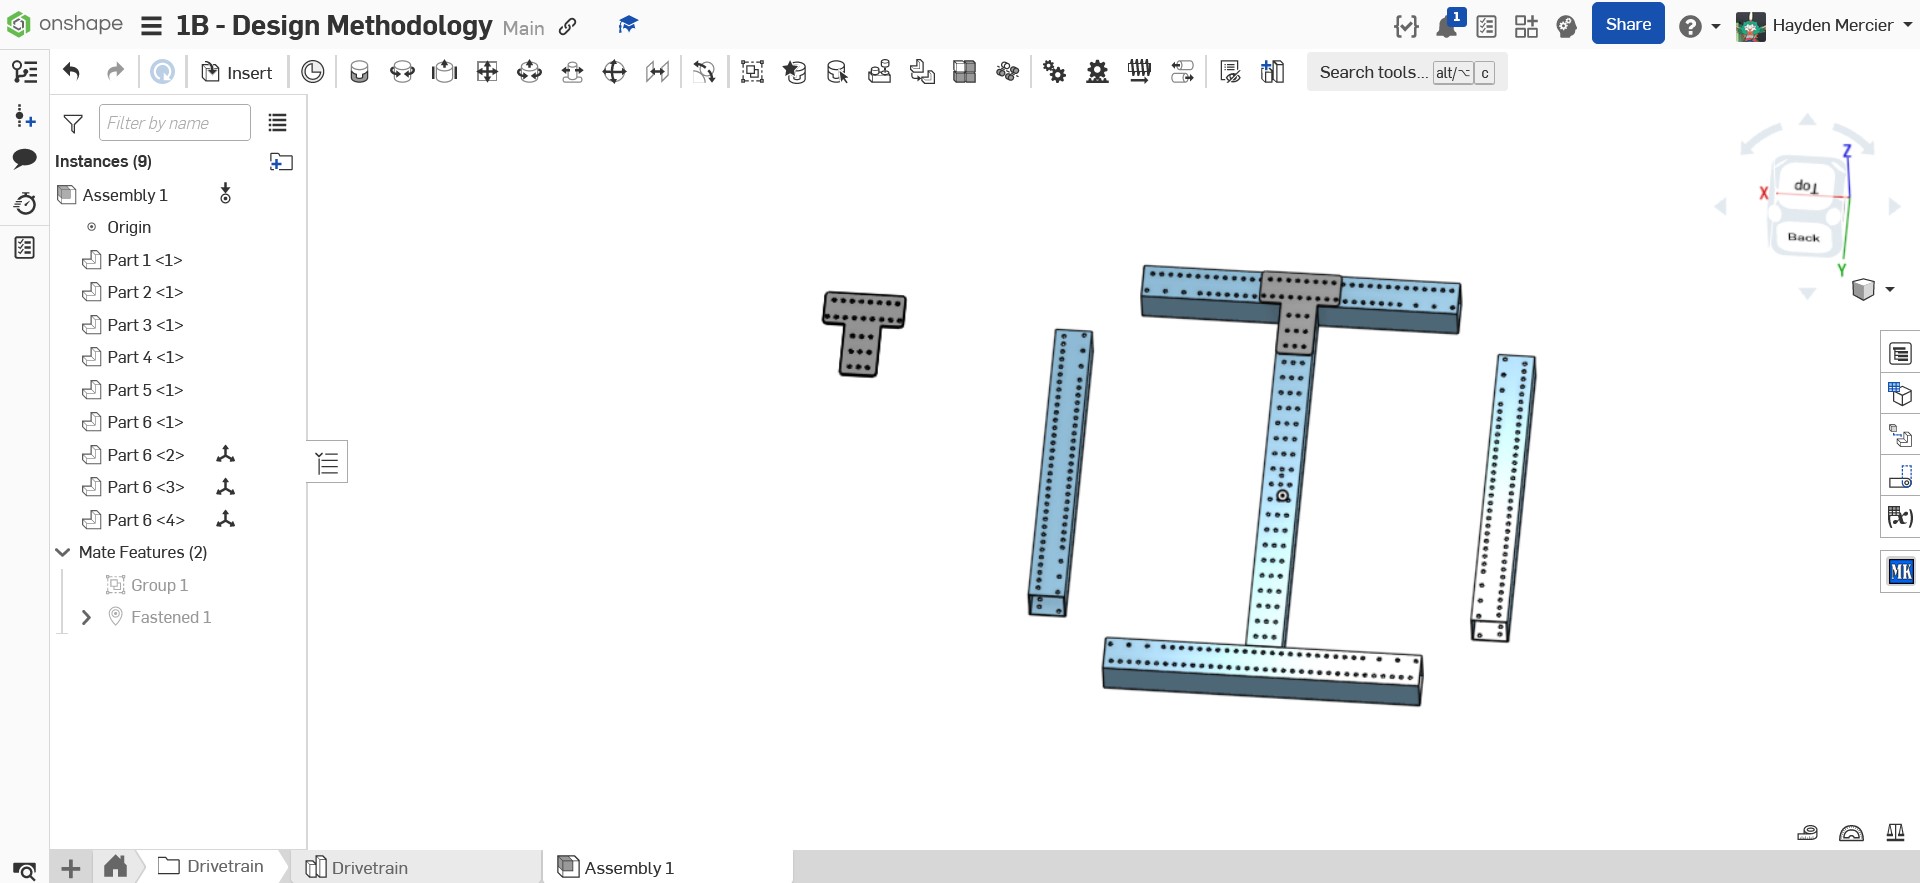 onshape
1B - Design Methodology Main
1
Share
Hayden Mercier
Insert
Search tools... alt/⌥ c
Filter by name
Instances (9)
Assembly 1
Origin
Part 1 <1>
Part 2 <1>
Part 3 <1>
Part 4 <1>
Part 5 <1>
Part 6 <1>
Part 6 <2>
Part 6 <3>
Part 6 <4>
Mate Features (2)
Group 1
Fastened 1
Z
Top
X
Back
Y
(x)
MK
Drivetrain
Drivetrain
Assembly 1